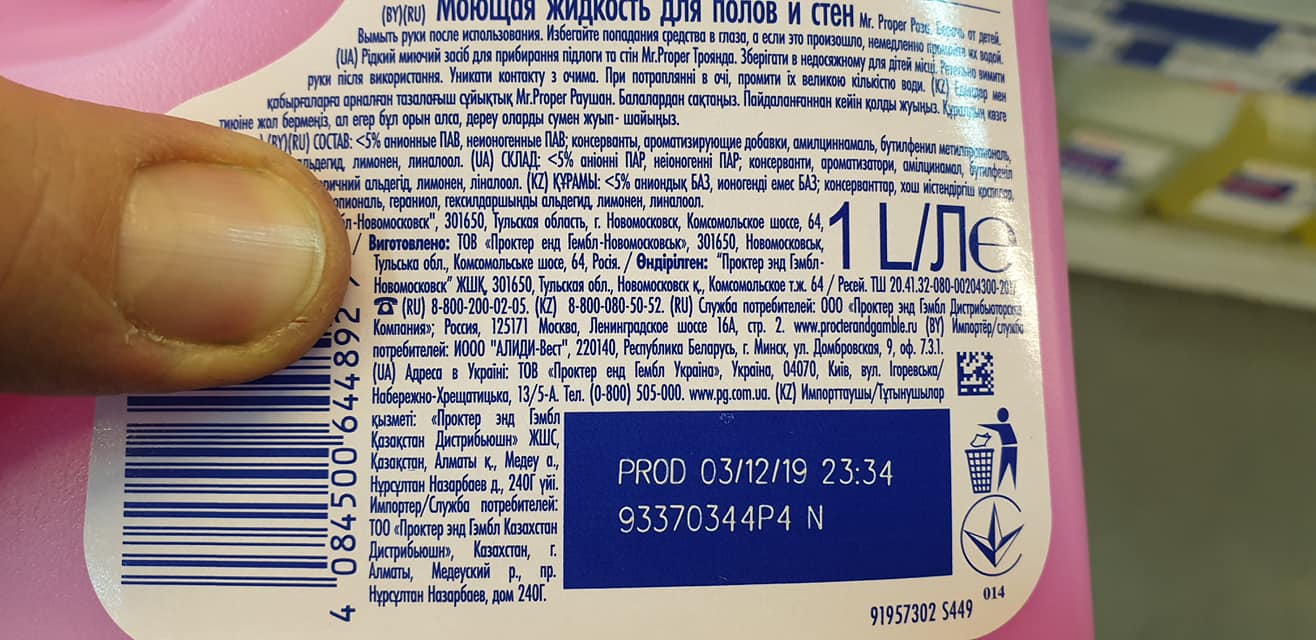 (BY)(RU) Моющая жидкость для полов и стен Mr. Proper Роза. Беречь от детей.
Вымыть руки после использования. Избегайте попадания средства в глаза, а если это произошло, немедленно промойте их водой.
(UA) Рідкий миючий засіб для прибирання підлоги та стін Mr.Proper Троянда. Зберігати в недосяжному для дітей місці. Ретельно вимити
руки після використання. Уникати контакту з очима. При потраплянні в очі, промити їх великою кількістю води. (KZ) мен
қабырғаларға арналған тазалағыш сұйықтық Mr.Proper Раушан. Балалардан сақтаңыз. Пайдаланғаннан кейін қолды жуыңыз. көзге
тиюіне жол бермеңіз, ал егер бұл орын алса, дереу оларды сумен жуып - шайыңыз.
(BY)(RU) СОСТАВ: <5% анионные ПАВ, неионогенные ПАВ; консерванты, ароматизирующие добавки, амилциннамаль, бутилфенил
лимонен, линалоол. (UA) СКЛАД: <5% аніонні ПАР, неіоногенні ПАР; консерванти, ароматизатори, амілцинамал, бутилфеніл
альдегід, лимонен, ліналоол. (KZ) ҚҰРАМЫ: <5% аниондық БАЗ, ионогенді емес БАЗ; консерванттар, хош иістендіргіш
гераниол, гексилдаршынды альдегид, лимонен, линалоол.
-Новомосковск", 301650, Тульская область, г. Новомосковск, Комсомольское шоссе, 64,
/ Виготовлено: ТОВ «Проктер енд Гембл-Новомосковськ», 301650, Новомосковськ,
Тульська обл., Комсомольське шосе, 64, Росія. / Өндірілген: "Проктер энд Гэмбл-
1 L/Ле
Новомосковск" ЖШҚ, 301650, Тульская обл., Новомосковск қ., Комсомольское т.ж. 64 / Ресей. ТШ 20.41.32-080-00204300-
☎ (RU) 8-800-200-02-05. (KZ) 8-800-080-50-52. (RU) Служба потребителей: ООО «Проктер энд Гэмбл Дистрибьюторская
Компания»; Россия, 125171 Москва, Ленинградское шоссе 16А, стр. 2. www.procterandgamble.ru (BY) Импортёр/служба
потребителей: ИООО "АЛИДИ-Вест", 220140, Республика Беларусь, г. Минск, ул. Домбровская, 9, оф. 7.3.1.
(UA) Адреса в Україні: ТОВ «Проктер енд Гембл Україна», Україна, 04070, Київ, вул. Ігоревська/
Набережно-Хрещатицька, 13/5-А. Тел. (0-800) 505-000. www.pg.com.ua. (KZ) Импорттаушы/Тұтынушылар
қызметі: «Проктер энд Гэмбл
Қазақстан Дистрибьюшн» ЖШС,
Қазақстан, Алматы қ., Медеу а.,
Нұрсұлтан Назарбаев д., 240Г үйі.
Импортер/Служба потребителей:
ТОО «Проктер энд Гэмбл Казахстан
Дистрибьюшн», Казахстан, г.
Алматы, Медеуский р., пр.
Нұрсұлтан Назарбаев, дом 240Г.
4 084500 644892
PROD 03/12/19 23:34
93370344P4 N
014
91957302 S449